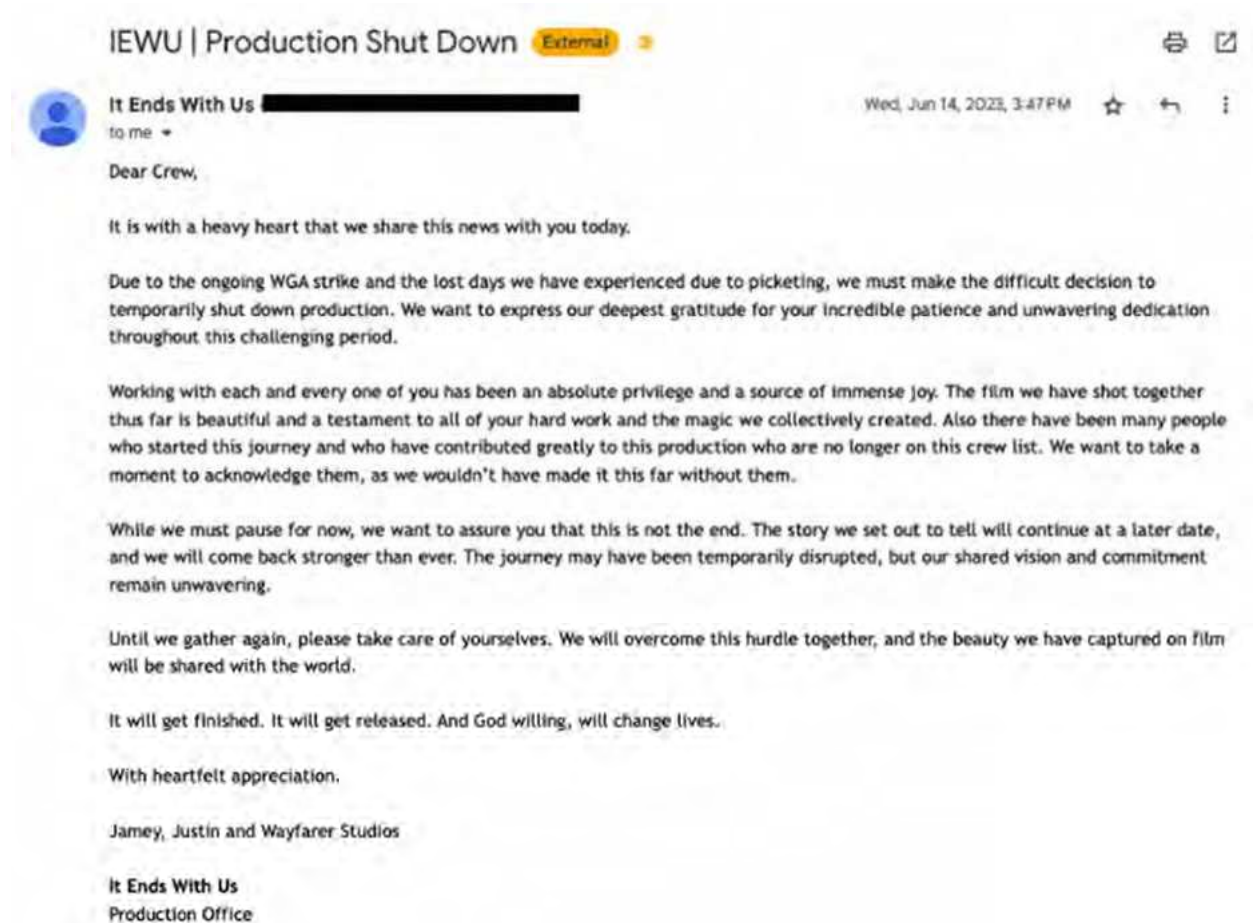 IEWU | Production Shut Down External
It Ends With Us
Wed, Jun 14, 2023, 3:47 PM
to me
Dear Crew,
It is with a heavy heart that we share this news with you today.
Due to the ongoing WGA strike and the lost days we have experienced due to picketing, we must make the difficult decision to
temporarily shut down production. We want to express our deepest gratitude for your incredible patience and unwavering dedication
throughout this challenging period.
Working with each and every one of you has been an absolute privilege and a source of immense joy. The film we have shot together
thus far is beautiful and a testament to all of your hard work and the magic we collectively created. Also there have been many people
who started this journey and who have contributed greatly to this production who are no longer on this crew list. We want to take a
moment to acknowledge them, as we wouldn't have made it this far without them.
While we must pause for now, we want to assure you that this is not the end. The story we set out to tell will continue at a later date,
and we will come back stronger than ever. The journey may have been temporarily disrupted, but our shared vision and commitment
remain unwavering.
Until we gather again, please take care of yourselves. We will overcome this hurdle together, and the beauty we have captured on film
will be shared with the world.
It will get finished. It will get released. And God willing, will change lives.
With heartfelt appreciation.
Jamey, Justin and Wayfarer Studios
It Ends With Us
Production Office